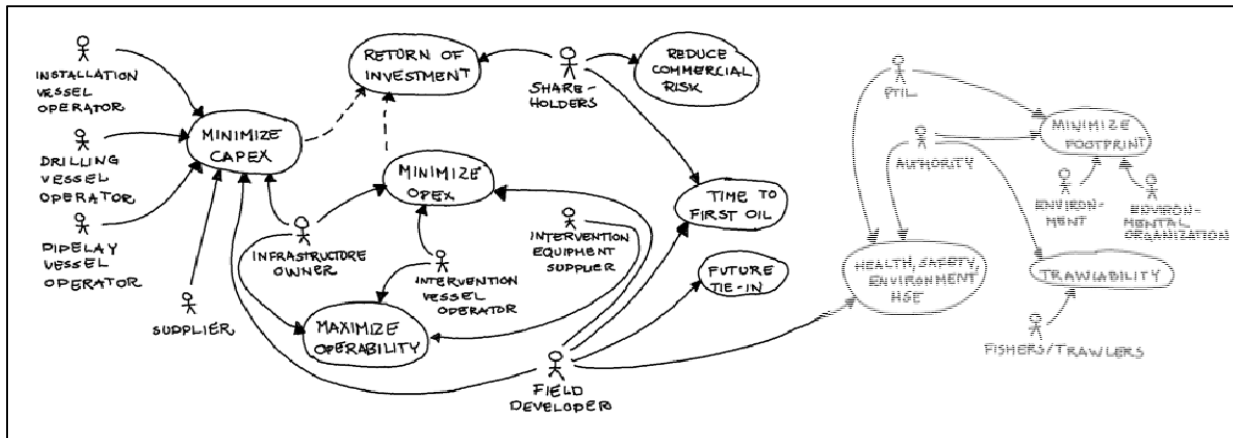 INSTALLATION
VESSEL
OPERATOR
DRILLING
VESSEL
OPERATOR
PIPELAY
VESSEL
OPERATOR
SUPPLIER
MINIMIZE
CAPEX
RETURN OF
INVESTMENT
MINIMIZE
OPEX
INFRASTRUCTURE
OWNER
MAXIMIZE
OPERABILITY
INTERVENTION
VESSEL
OPERATOR
SHARE-
HOLDERS
REDUCE
COMMERCIAL
RISK
INTERVENTION
EQUIPMENT
SUPPLIER
TIME TO
FIRST OIL
FUTURE
TIE-IN
FIELD
DEVELOPER
PTIL
AUTHORITY
MINIMIZE
FOOTPRINT
ENVIRON-
MENT
ENVIRON-
MENTAL
ORGANIZATION
HEALTH, SAFETY,
ENVIRONMENT
HSE
TRAWLABILITY
FISHERS/TRAWLERS